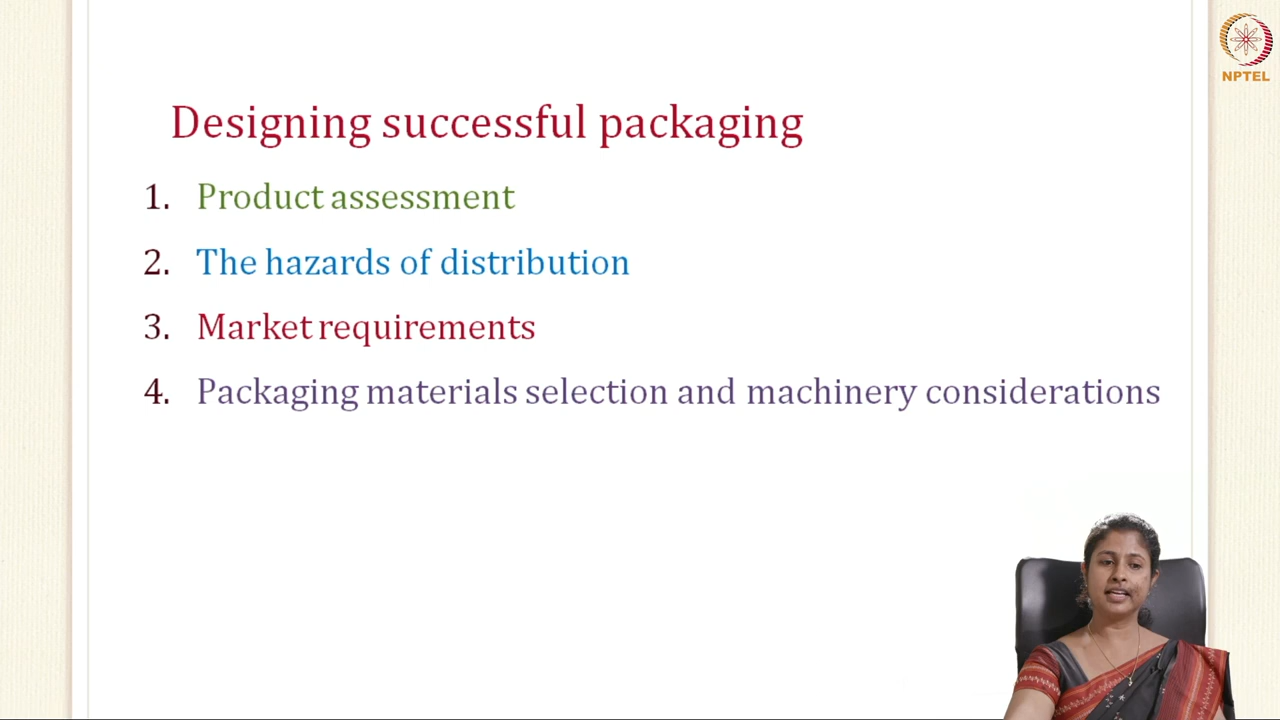 NPTEL
Designing successful packaging
1. Product assessment
2. The hazards of distribution
3. Market requirements
4. Packaging materials selection and machinery considerations